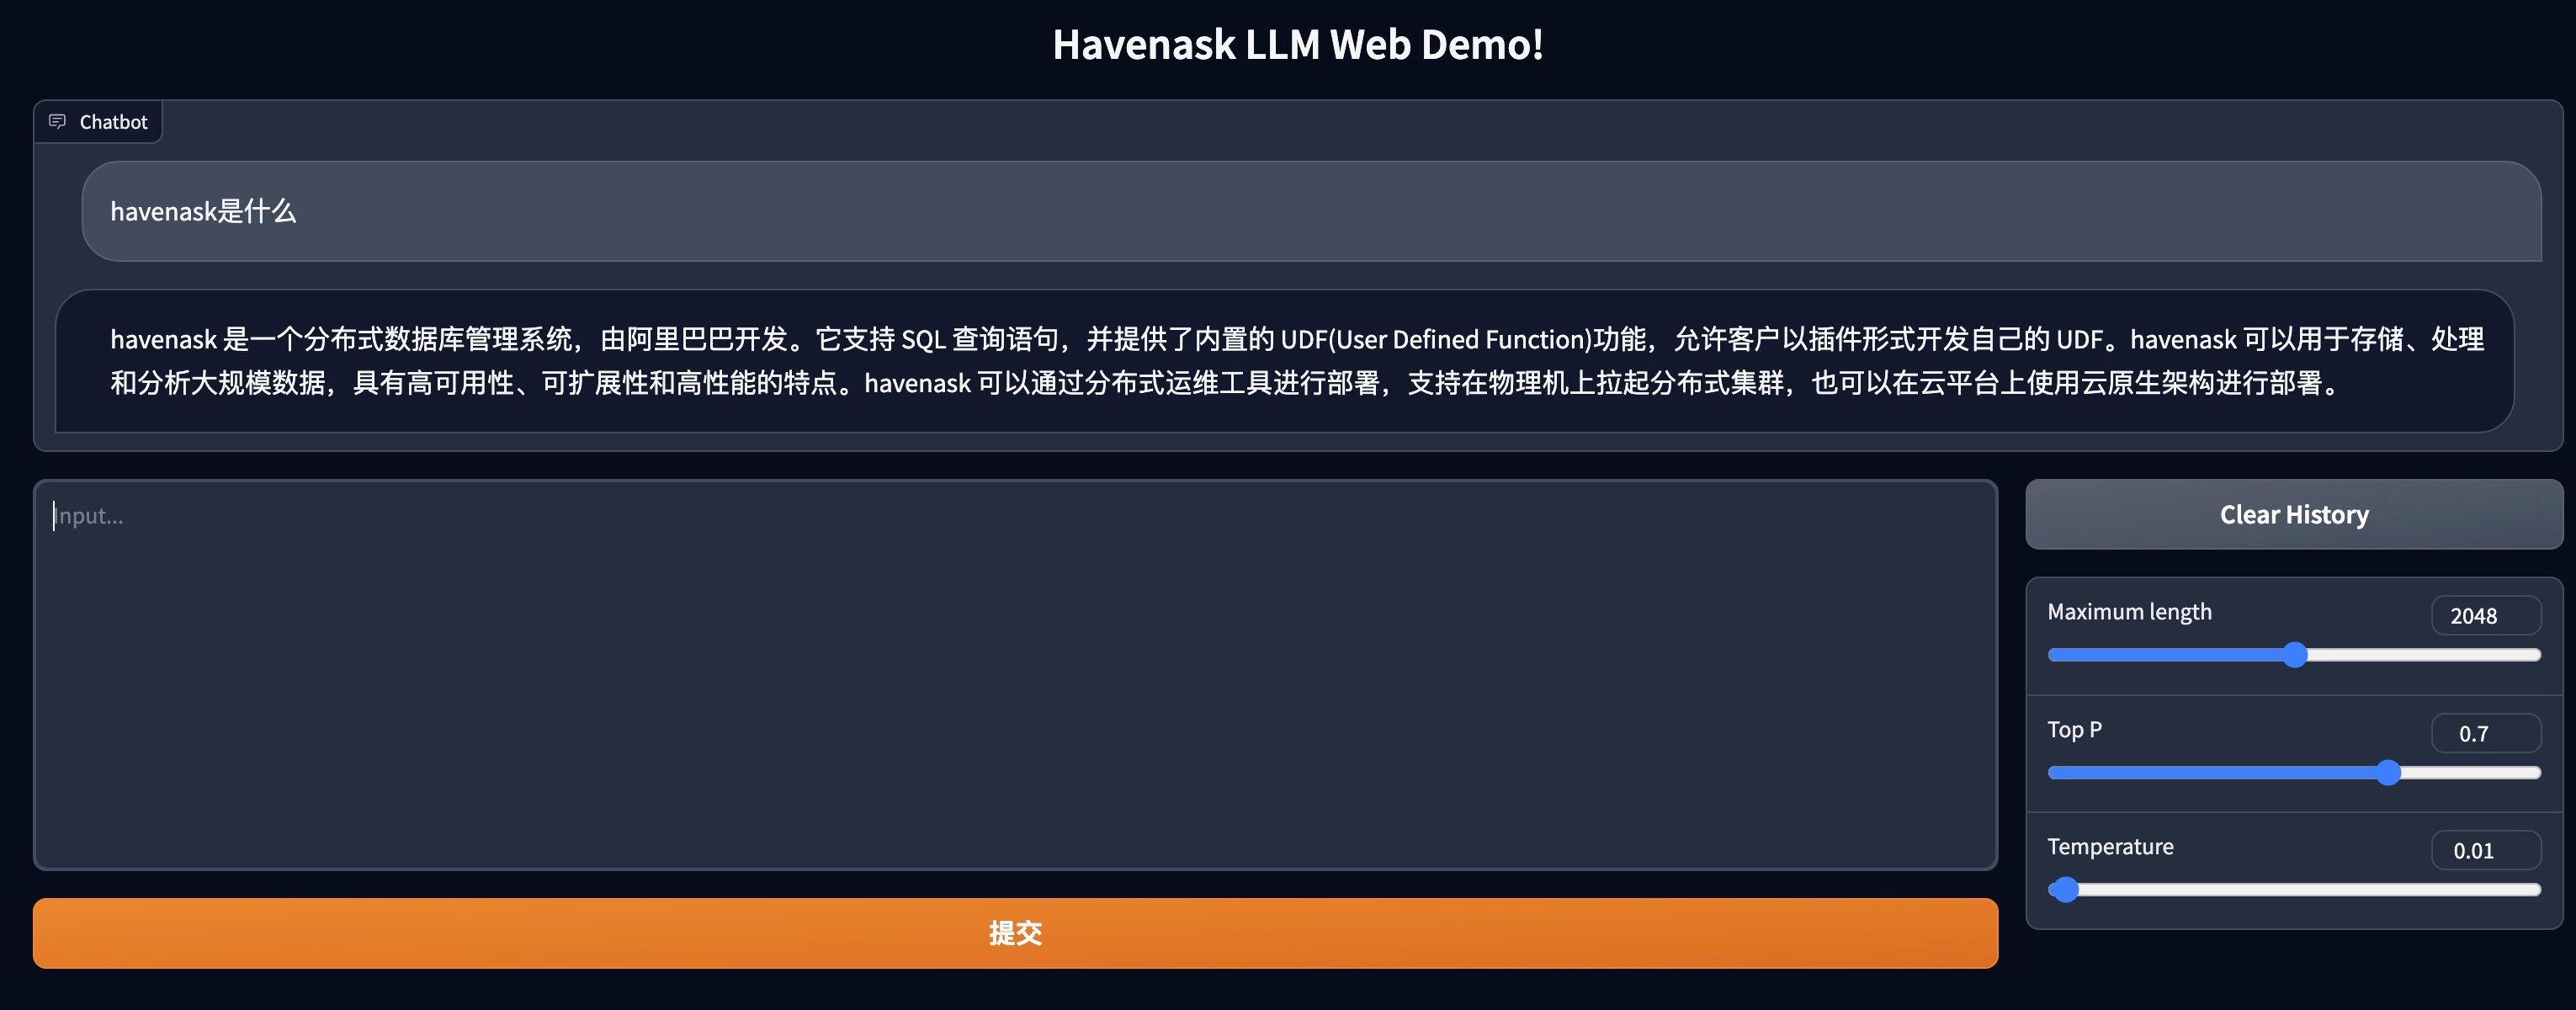 Havenask LLM Web Demo!
Chatbot
havenask是什么
havenask 是一个分布式数据库管理系统，由阿里巴巴开发。它支持 SQL 查询语句，并提供了内置的 UDF(User Defined Function)功能，允许客户以插件形式开发自己的 UDF。havenask 可以用于存储、处理
和分析大规模数据，具有高可用性、可扩展性和高性能的特点。havenask 可以通过分布式运维工具进行部署，支持在物理机上拉起分布式集群，也可以在云平台上使用云原生架构进行部署。
Input...
Clear History
Maximum length
2048
Top P
0.7
Temperature
0.01
提交